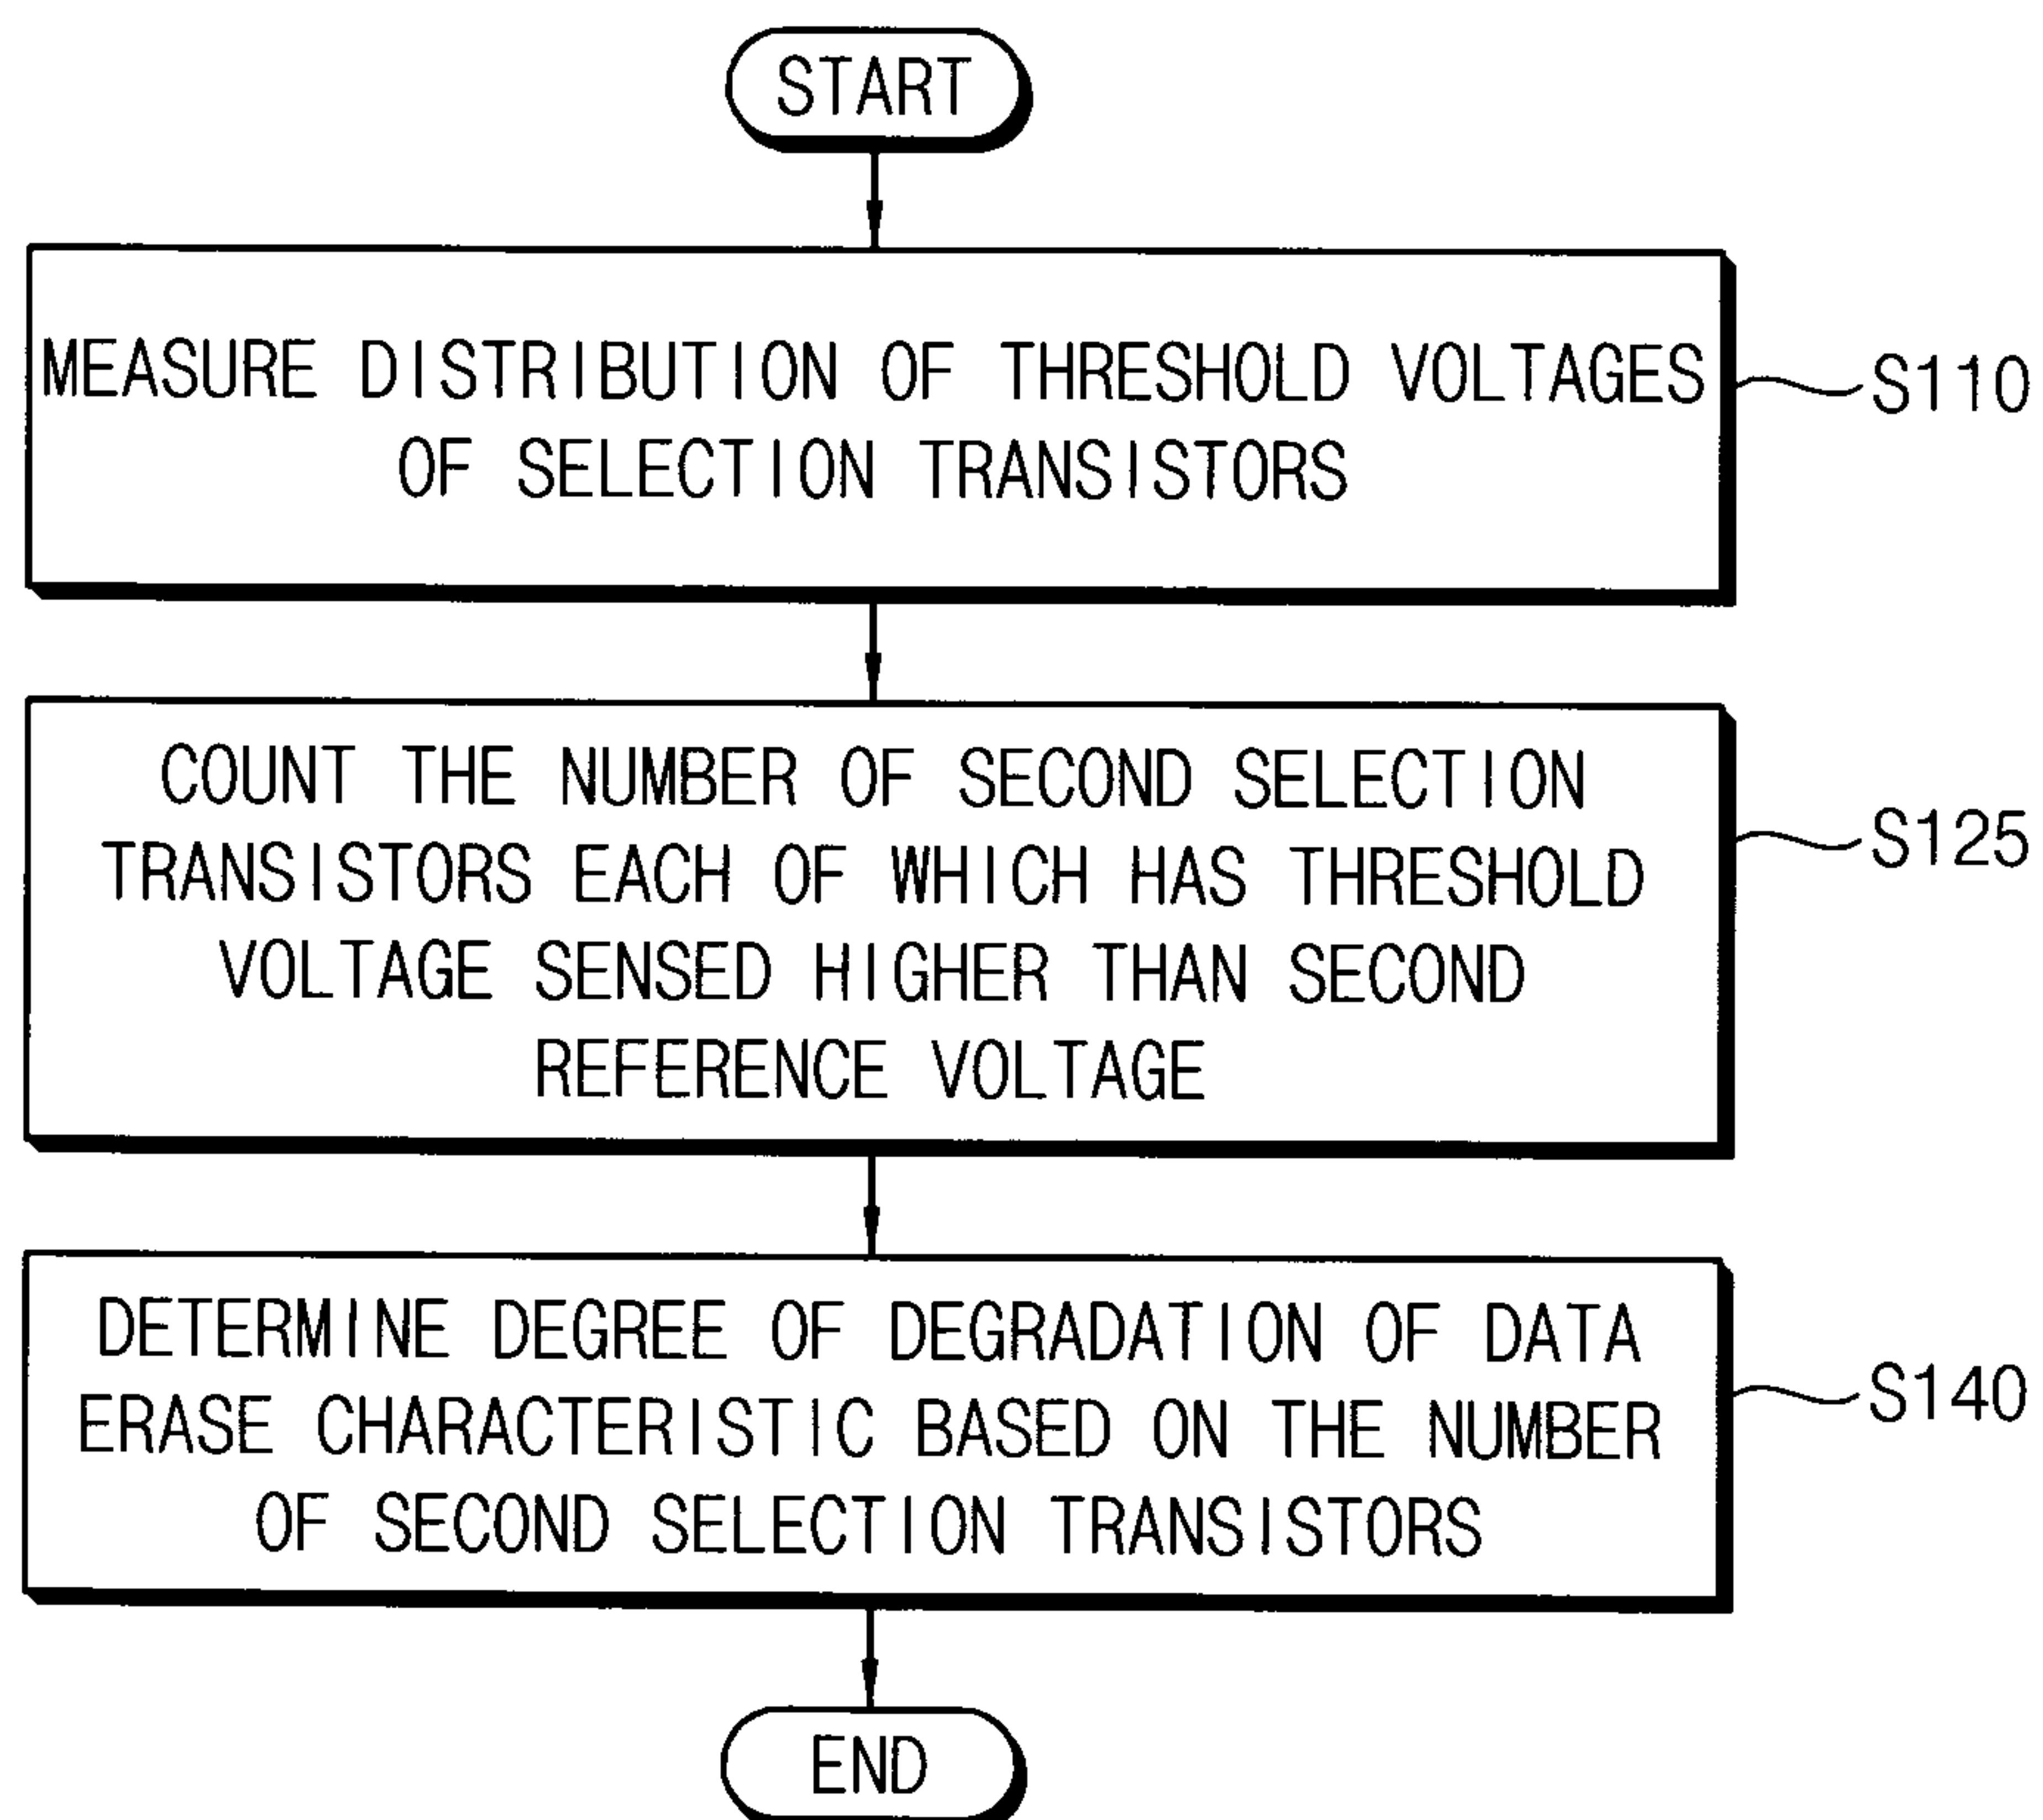 START
MEASURE DISTRIBUTION OF THRESHOLD VOLTAGES
OF SELECTION TRANSISTORS
S110
COUNT THE NUMBER OF SECOND SELECTION
TRANSISTORS EACH OF WHICH HAS THRESHOLD
VOLTAGE SENSED HIGHER THAN SECOND
REFERENCE VOLTAGE
S125
DETERMINE DEGREE OF DEGRADATION OF DATA
ERASE CHARACTERISTIC BASED ON THE NUMBER
OF SECOND SELECTION TRANSISTORS
S140
END